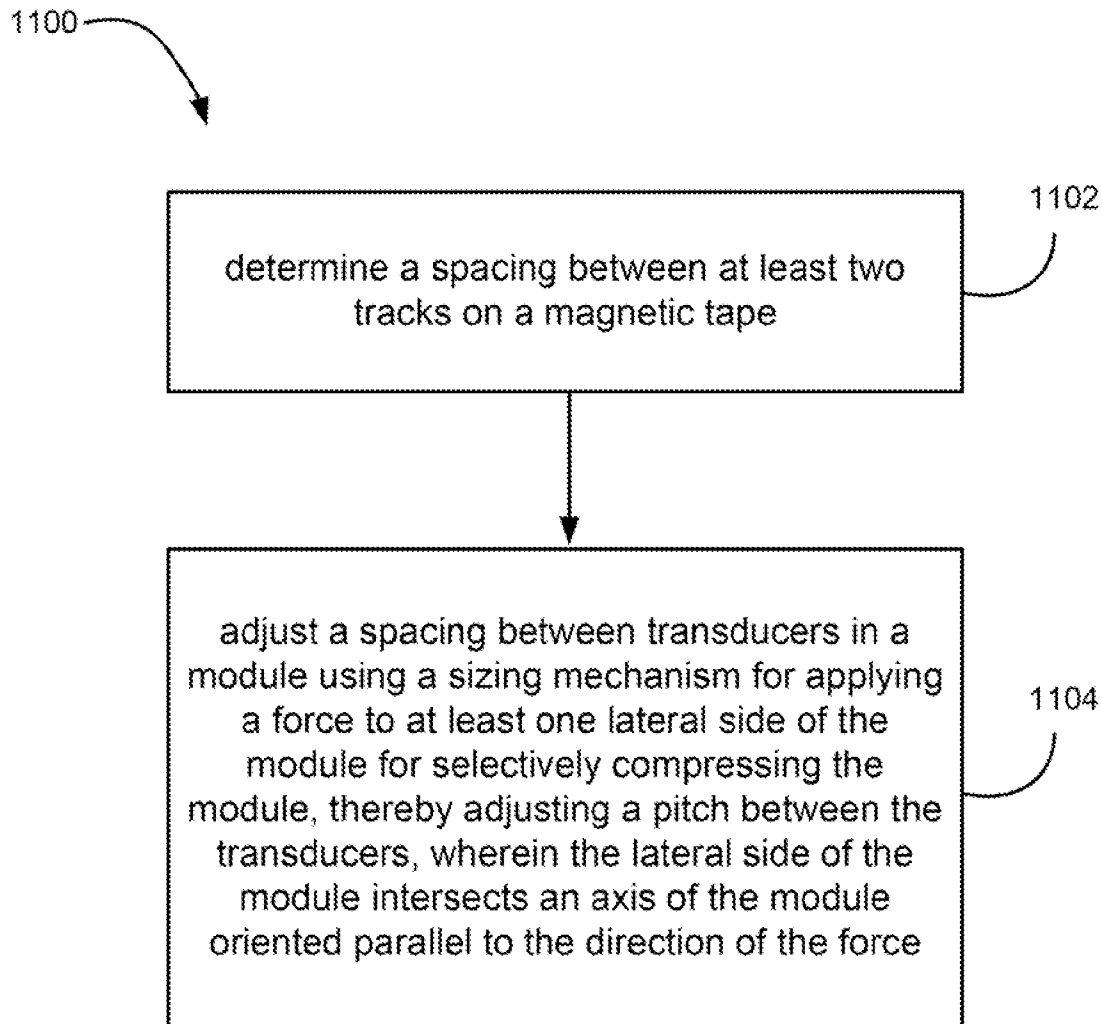 1100
1102
determine a spacing between at least two
tracks on a magnetic tape
adjust a spacing between transducers in a
module using a sizing mechanism for applying
a force to at least one lateral side of the
module for selectively compressing the
module, thereby adjusting a pitch between the
transducers, wherein the lateral side of the
module intersects an axis of the module
oriented parallel to the direction of the force
1104